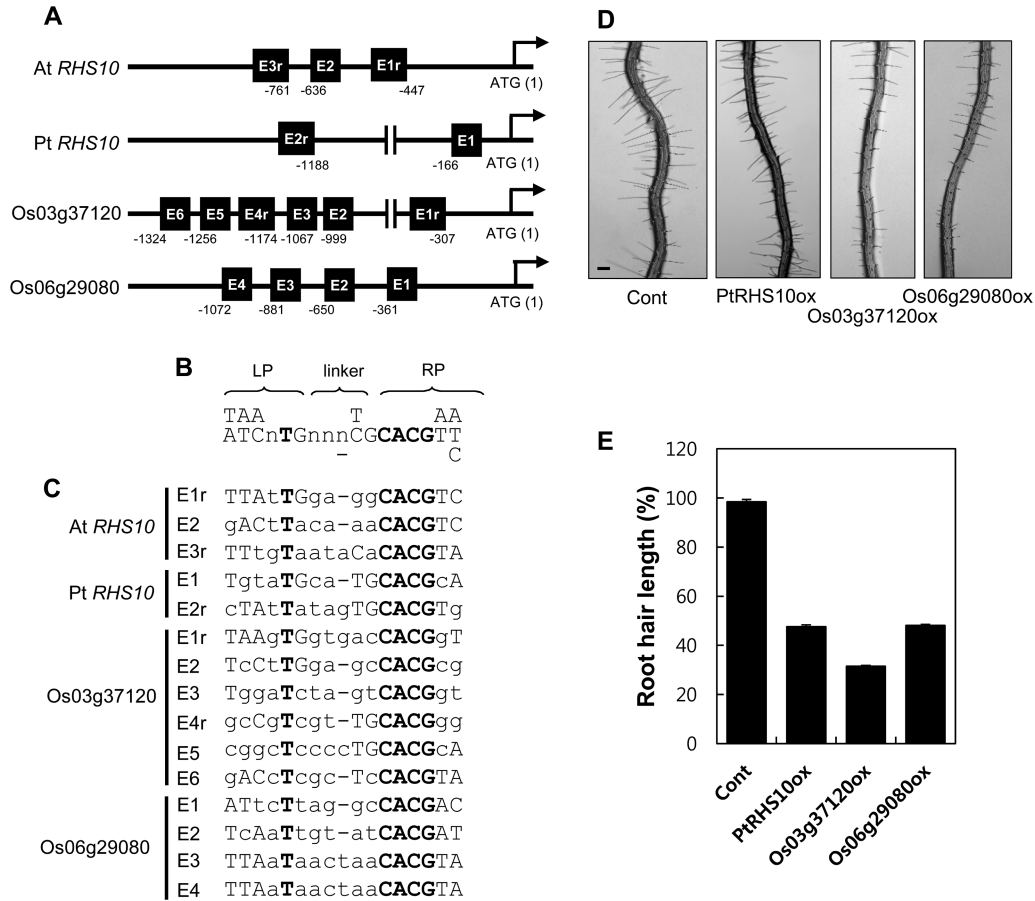 A
At RHS10
E3r
E2
E1r
-761
-636
-447
ATG (1)
Pt RHS10
E2r
E1
-1188
-166
ATG (1)
Os03g37120
E6
E5
E4r
E3
E2
E1r
-1324
-1256
-1174
-1067
-999
-307
ATG (1)
Os06g29080
E4
E3
E2
E1
-1072
-881
-650
-361
ATG (1)
B
LP linker RP
TAA T AA
ATCnTGnnnCGCACGTT
– C
C
At RHS10
E1r TTAtTGga-ggCACGTC
E2 gACtTaca-aaCACGTC
E3r TTtgTaataCaCACGTA
Pt RHS10
E1 TgtaTGca-TGCACGcA
E2r cTAtTatagTGCACGTg
Os03g37120
E1r TAAgTGgtgacCACGgT
E2 TcCtTGga-gcCACGcg
E3 TggaTcta-gtCACGgt
E4r gcCgTcgt-TGCACGgg
E5 cggcTccccTGCACGcA
E6 gACcTcgc-TcCACGTA
Os06g29080
E1 ATtcTtag-gcCACGAC
E2 TcAaTtgt-atCACGAT
E3 TTAaTaactaaCACGTA
E4 TTAaTaactaaCACGTA
D
Cont
PtRHS10ox
Os03g37120ox
Os06g29080ox
E
Root hair length (%)
120
100
80
60
40
20
0
Cont
PtRHS10ox
Os03g37120ox
Os06g29080ox